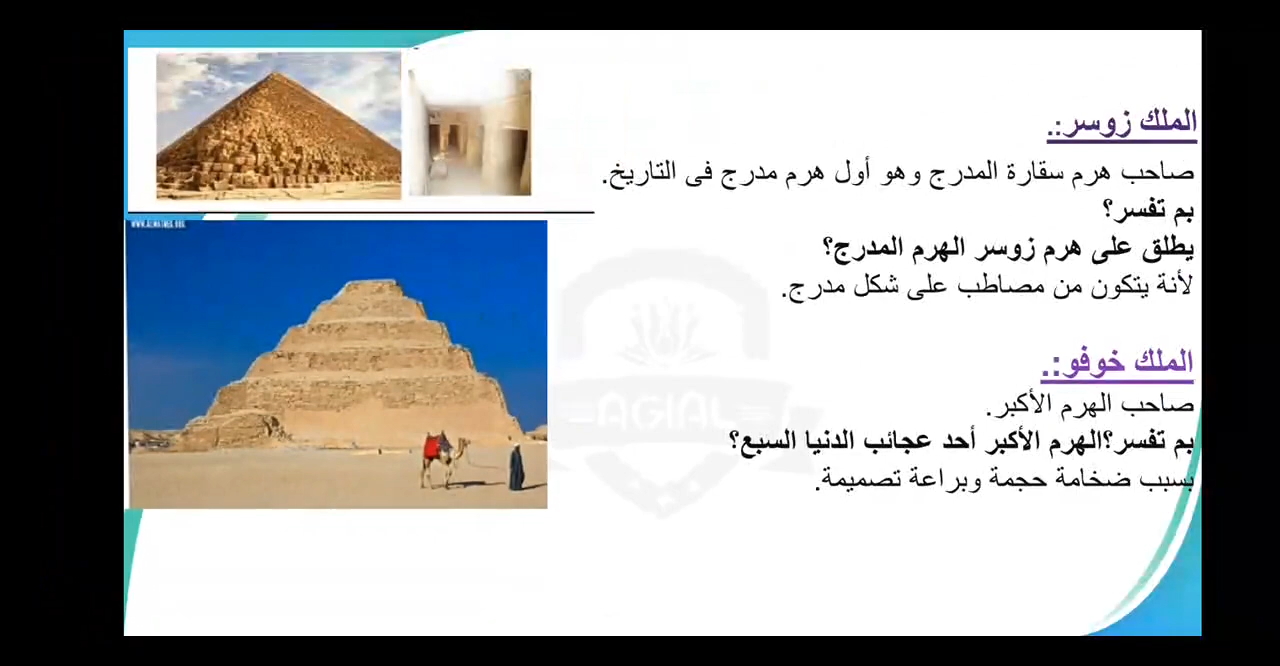 الملك زوسر:.
صاحب هرم سقارة المدرج وهو أول هرم مدرج فى التاريخ.
بم تفسر؟
يطلق على هرم زوسر الهرم المدرج؟
لأنة يتكون من مصاطب على شكل مدرج.
الملك خوفو:.
صاحب الهرم الأكبر.
بم تفسر؟الهرم الأكبر أحد عجائب الدنيا السبع؟
بسبب ضخامة حجمة وبراعة تصميمة.
AGIAL